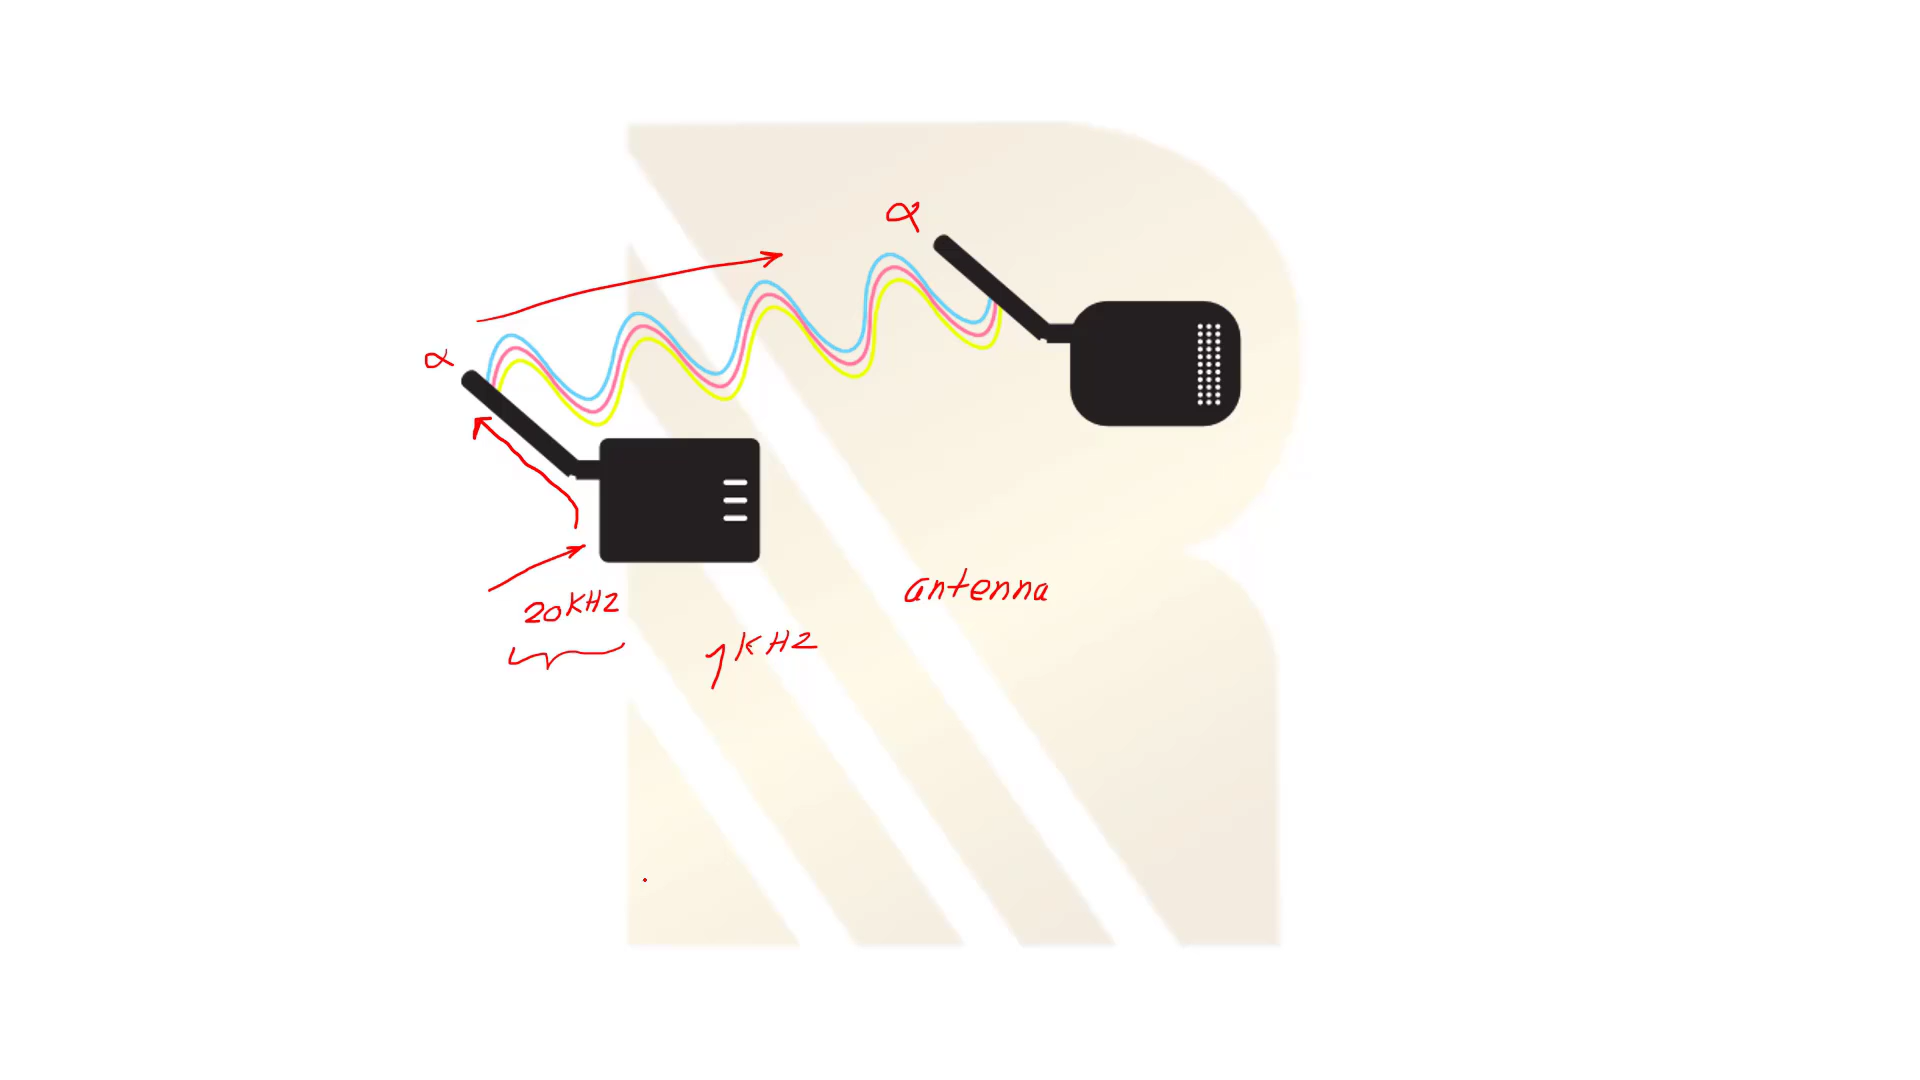 α
α
20KHZ
1KHZ
antenna